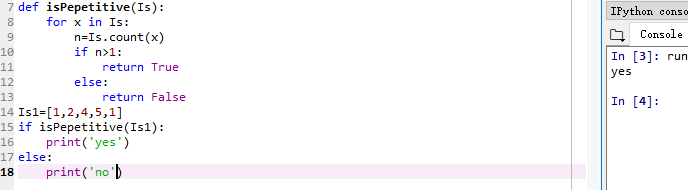 7 def isPepetitive(Is):
8     for x in Is:
9         n=Is.count(x)
10         if n>1:
11             return True
12         else:
13             return False
14 Is1=[1,2,4,5,1]
15 if isPepetitive(Is1):
16     print('yes')
17 else:
18     print('no')
IPython conso
Console
In [3]: run
yes
In [4]: